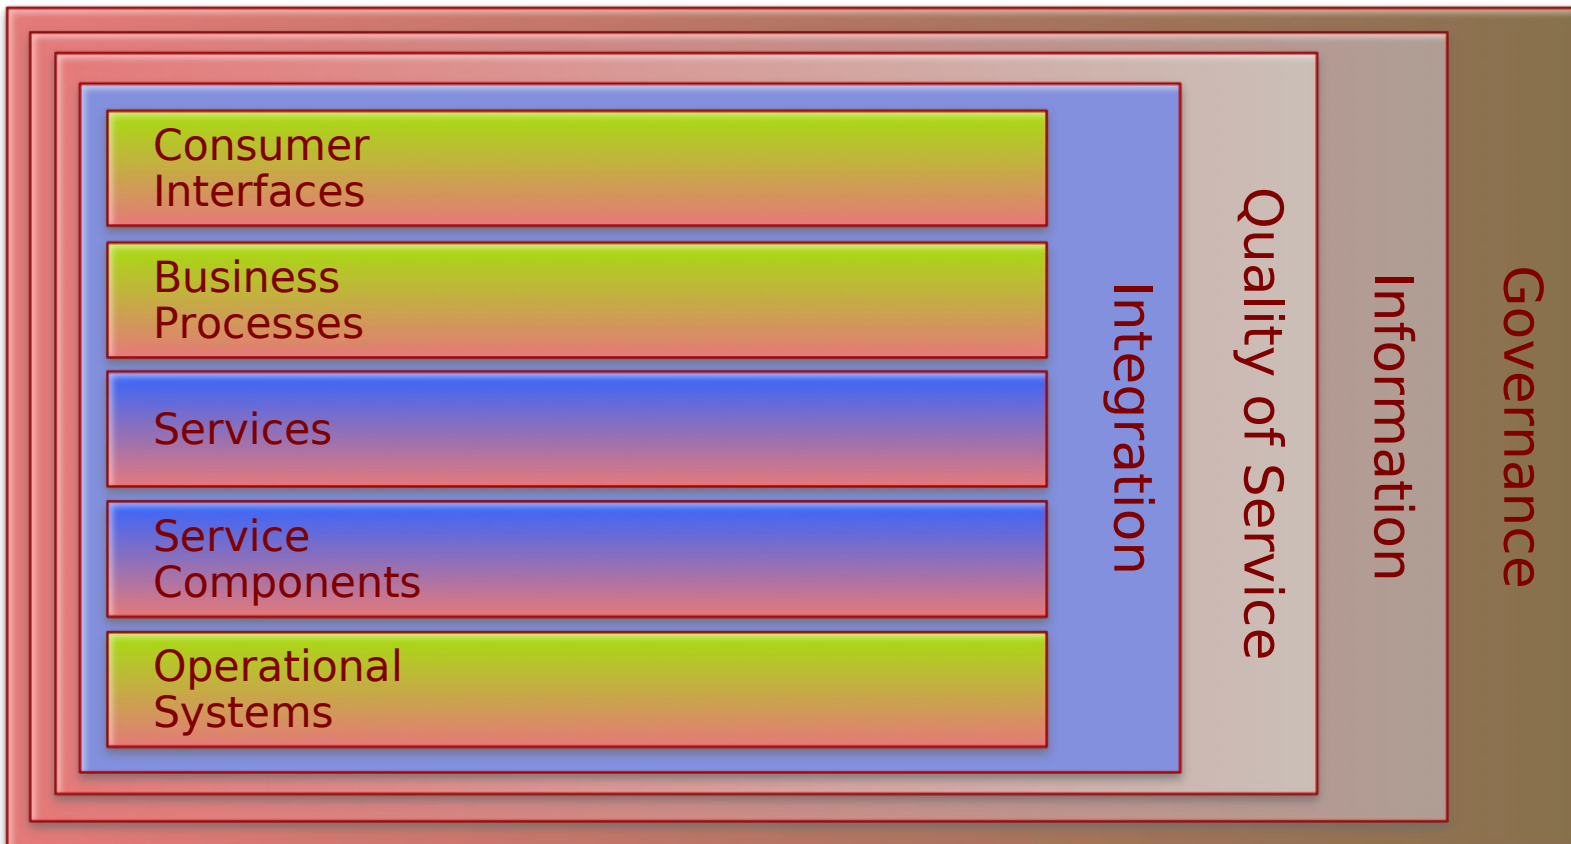 Consumer
Interfaces
Business
Processes
Services
Service
Components
Operational
Systems
Integration
Quality of Service
Information
Governance